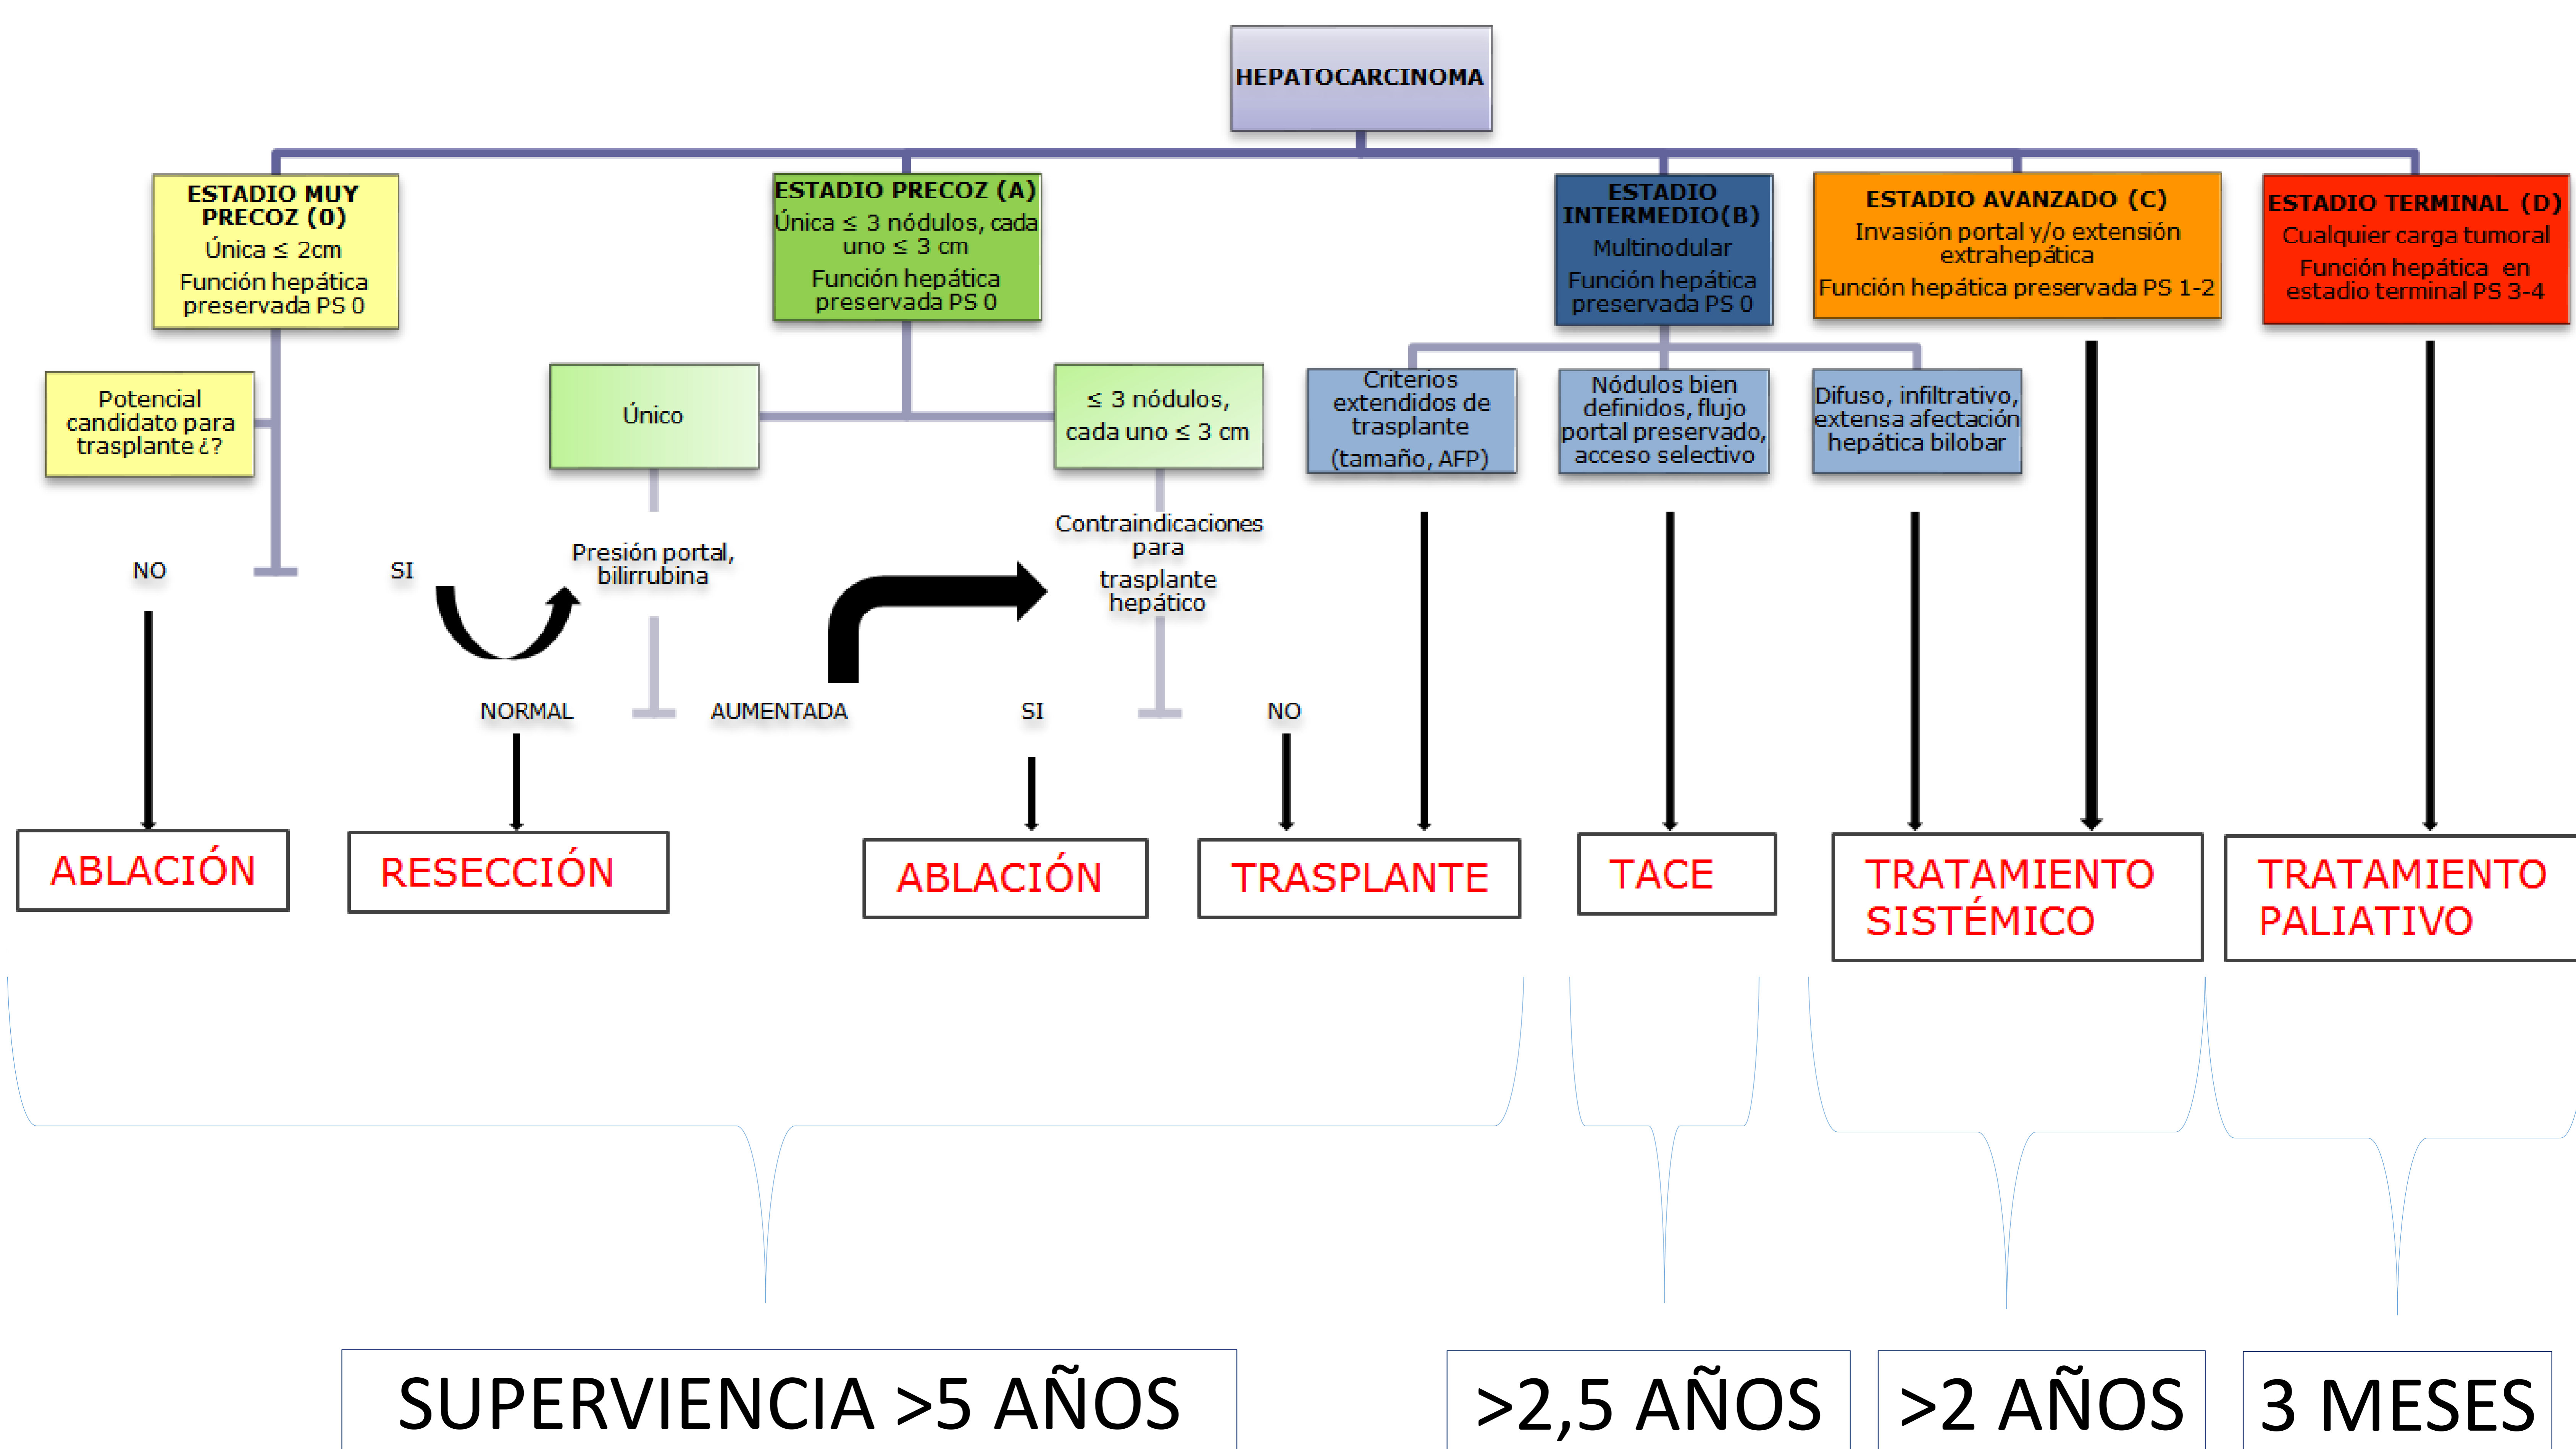 HEPATOCARCINOMA
ESTADIO MUY
PRECOZ (0)
Única ≤ 2cm
Función hepática
preservada PS 0
ESTADIO PRECOZ (A)
Única ≤ 3 nódulos, cada
uno ≤ 3 cm
Función hepática
preservada PS 0
ESTADIO
INTERMEDIO(B)
Multinodular
Función hepática
preservada PS 0
ESTADIO AVANZADO (C)
Invasión portal y/o extensión
extrahepática
Función hepática preservada PS 1-2
ESTADIO TERMINAL (D)
Cualquier carga tumoral
Función hepática en
estadio terminal PS 3-4
Potencial
candidato para
trasplante ¿?
Único
≤ 3 nódulos,
cada uno ≤ 3 cm
Criterios
extendidos de
trasplante
(tamaño, AFP)
Nódulos bien
definidos, flujo
portal preservado,
acceso selectivo
Difuso, infiltrativo,
extensa afectación
hepática bilobar
NO
SI
Presión portal,
bilirrubina
Contraindicaciones
para
trasplante
hepático
NORMAL
AUMENTADA
SI
NO
ABLACIÓN
RESECCIÓN
ABLACIÓN
TRASPLANTE
TACE
TRATAMIENTO
SISTÉMICO
TRATAMIENTO
PALIATIVO
SUPERVIENCIA >5 AÑOS
>2,5 AÑOS
>2 AÑOS
3 MESES